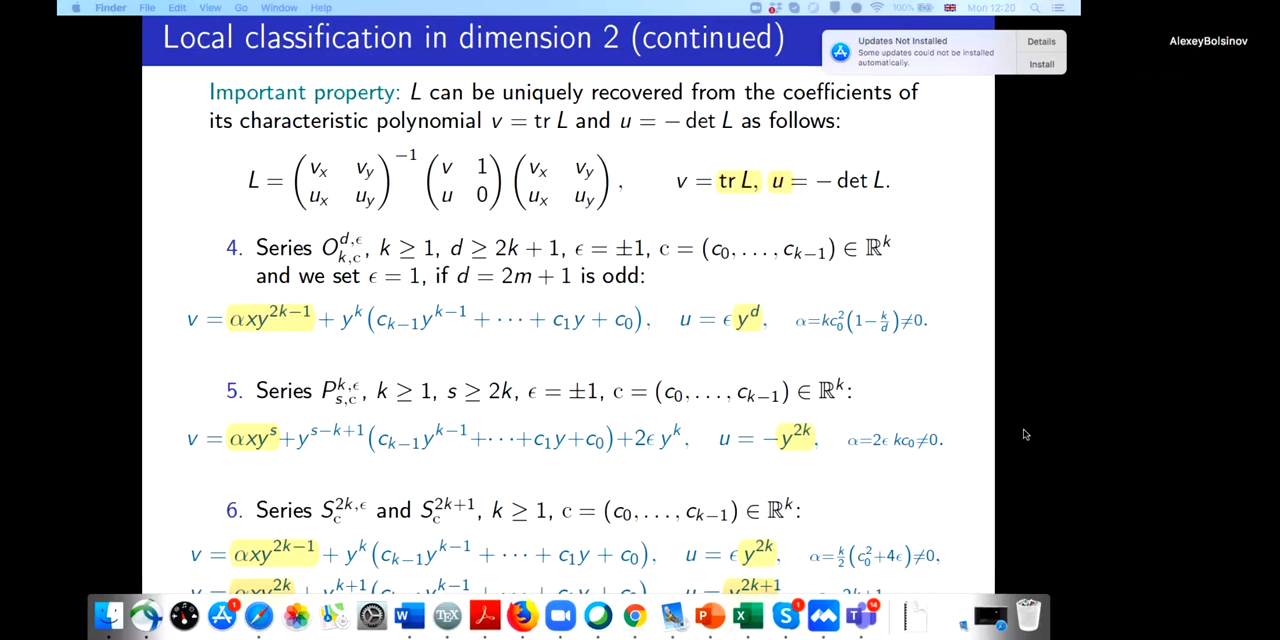 Finder File Edit View Go Window Help 100% Mon 12:20
Local classification in dimension 2 (continued)
Updates Not Installed
Some updates could not be installed automatically.
Details
Install
AlexeyBolsinov
Important property: L can be uniquely recovered from the coefficients of
its characteristic polynomial v = tr L and u = − det L as follows:
L = ( v_x v_y ; u_x u_y )^{−1} ( v 1 ; u 0 ) ( v_x v_y ; u_x u_y ), v = tr L, u = − det L.
4. Series O^{d,ϵ}_{k,c}, k ≥ 1, d ≥ 2k + 1, ϵ = ±1, c = (c_0, . . . , c_{k−1}) ∈ ℝ^k
and we set ϵ = 1, if d = 2m + 1 is odd:
v = αxy^{2k−1} + y^k(c_{k−1}y^{k−1} + · · · + c_1y + c_0), u = ϵ y^d, α=kc_0^2(1−k/d)≠0.
5. Series P^{k,ϵ}_{s,c}, k ≥ 1, s ≥ 2k, ϵ = ±1, c = (c_0, . . . , c_{k−1}) ∈ ℝ^k:
v = αxy^s+y^{s−k+1}(c_{k−1}y^{k−1}+· · ·+c_1y+c_0)+2ϵ y^k, u = −y^{2k}, α=2ϵ kc_0≠0.
6. Series S^{2k,ϵ}_c and S^{2k+1}_c, k ≥ 1, c = (c_0, . . . , c_{k−1}) ∈ ℝ^k:
v = αxy^{2k−1} + y^k(c_{k−1}y^{k−1} + · · · + c_1y + c_0), u = ϵ y^{2k}, α=k/2(c_0^2+4ϵ)≠0,